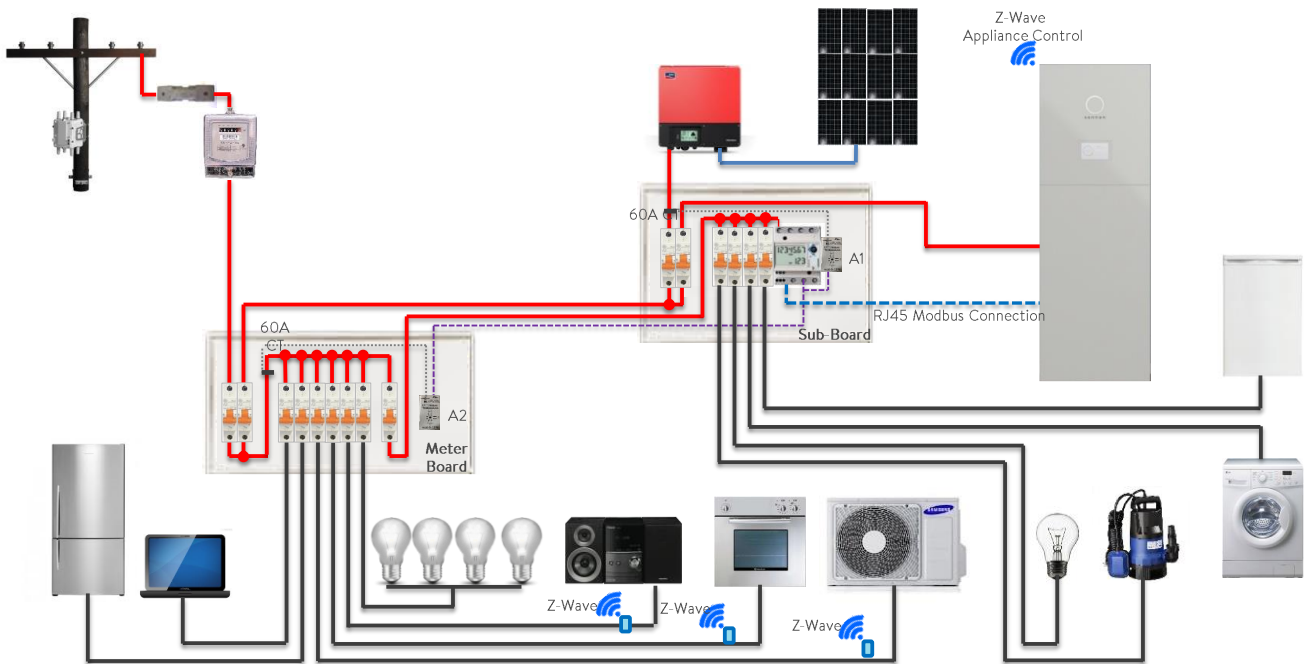 Z-Wave
Appliance Control
60A CT
A1
RJ45 Modbus Connection
Sub-Board
60A
CT
A2
Meter
Board
SAMSUNG
Z-Wave
Z-Wave
Z-Wave